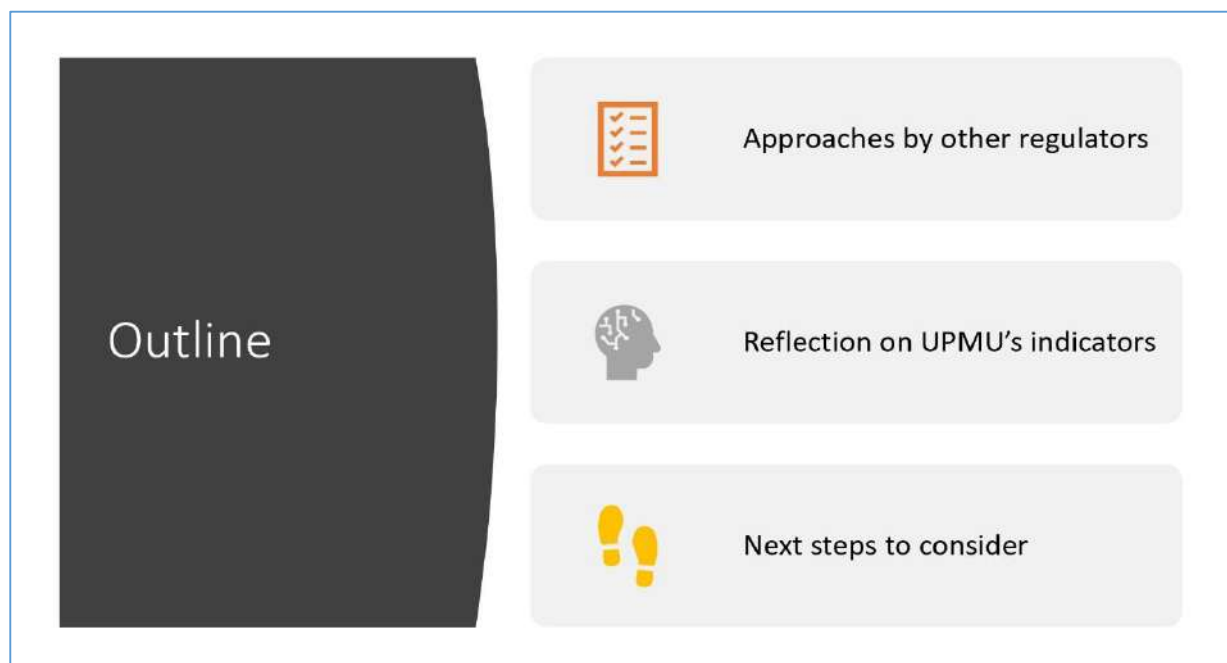 Outline
Approaches by other regulators
Reflection on UPMU’s indicators
Next steps to consider